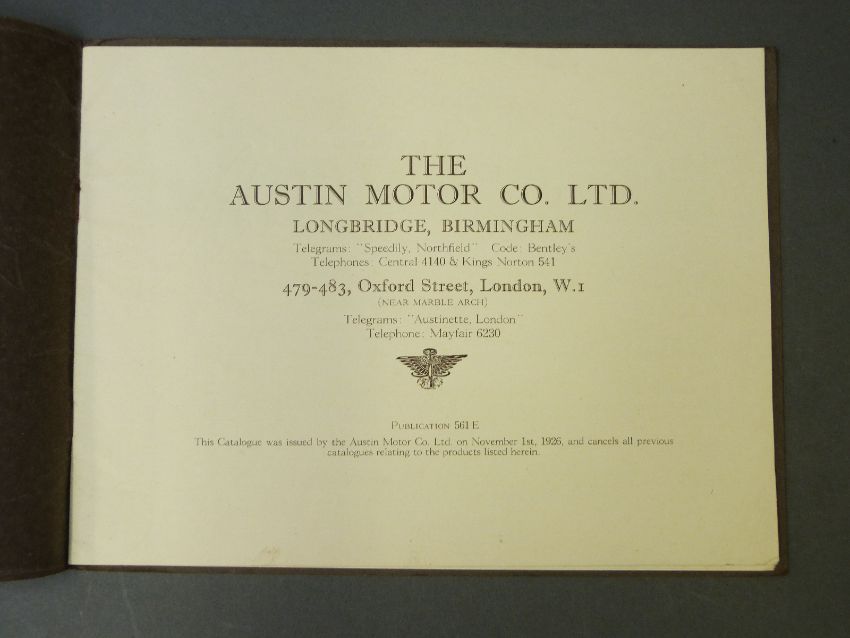 THE
AUSTIN MOTOR CO. LTD.
LONGBRIDGE, BIRMINGHAM
Telegrams: "Speedily, Northfield" Code: Bentley's
Telephones: Central 4140 & Kings Norton 541
479-483, Oxford Street, London, W.1
(NEAR MARBLE ARCH)
Telegrams: "Austinette, London"
Telephone: Mayfair 6230
PUBLICATION 561 E
This Catalogue was issued by the Austin Motor Co. Ltd. on November 1st, 1926, and cancels all previous
catalogues relating to the products listed herein.